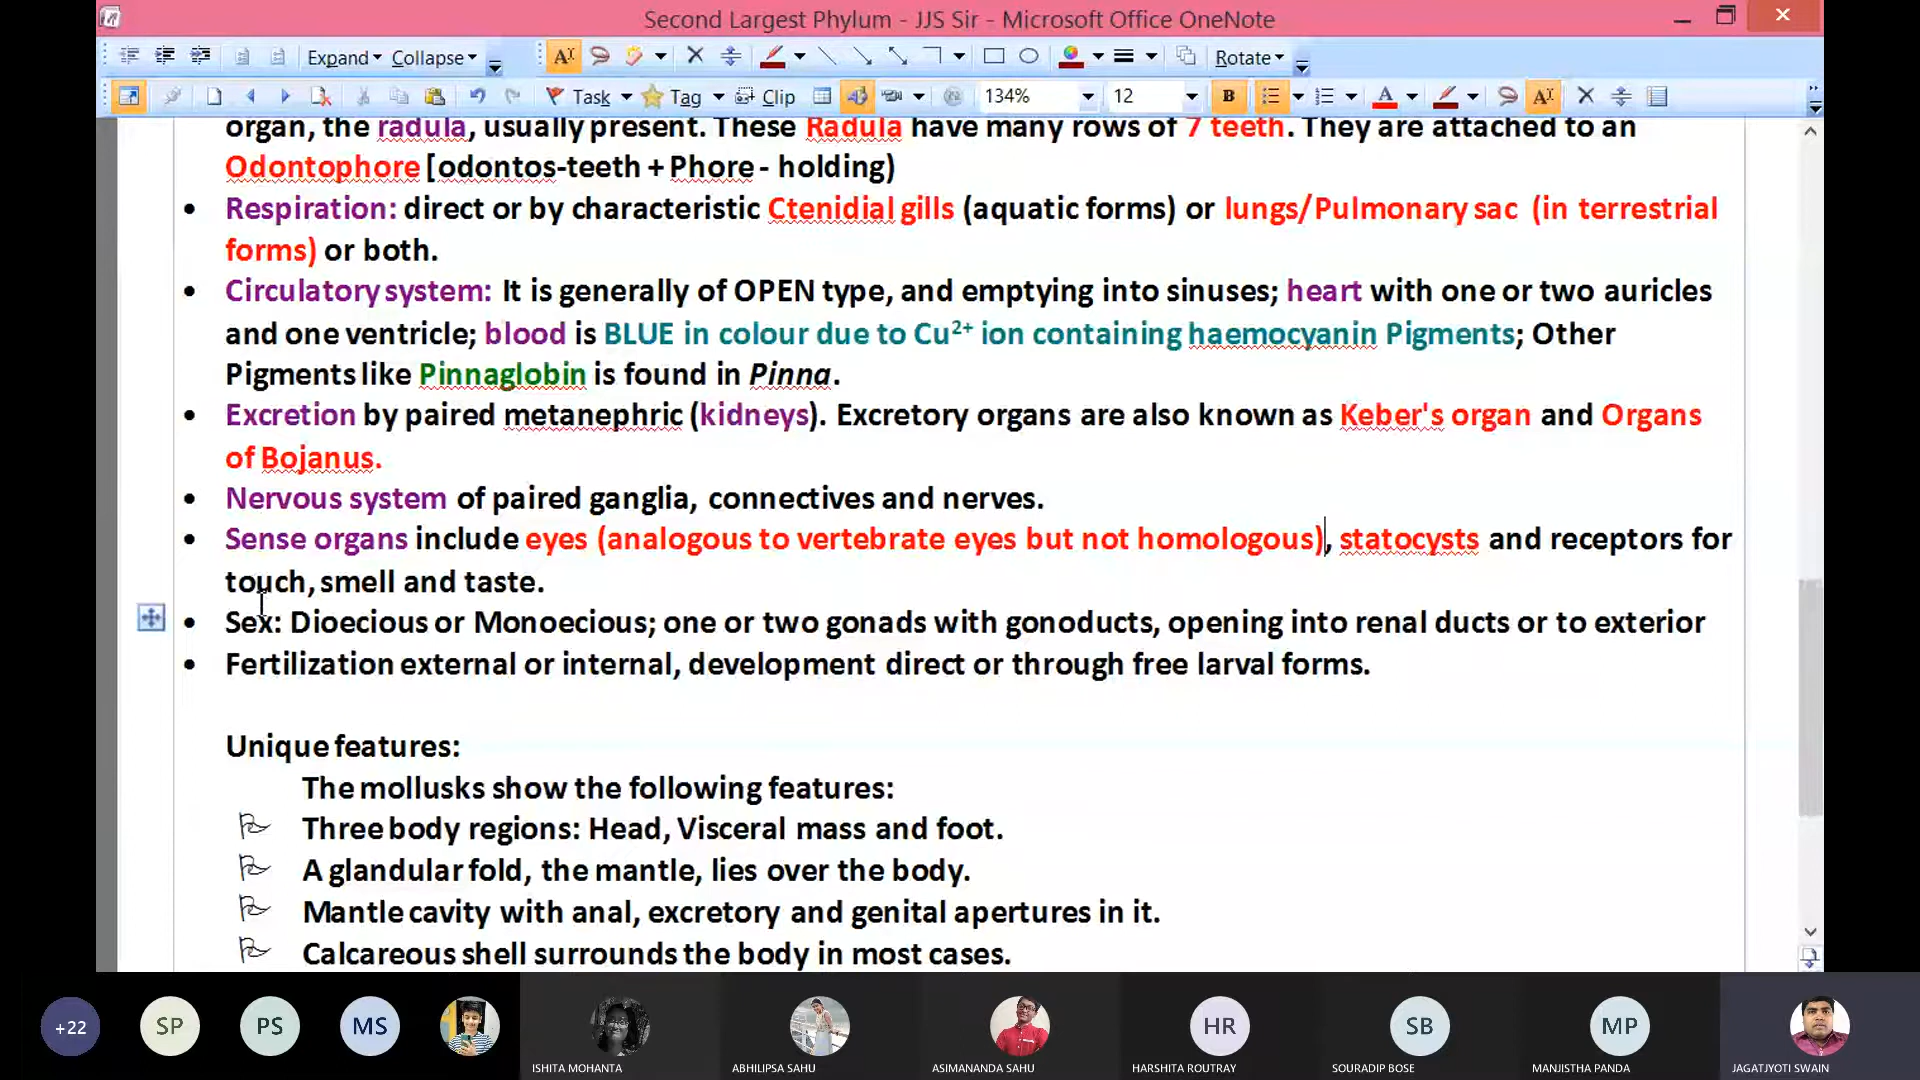 Second Largest Phylum - JJS Sir - Microsoft Office OneNote
Expand Collapse Rotate
Task Tag Clip 134% 12 B A
organ, the radula, usually present. These Radula have many rows of 7 teeth. They are attached to an
Odontophore [odontos-teeth + Phore - holding)
• Respiration: direct or by characteristic Ctenidial gills (aquatic forms) or lungs/Pulmonary sac (in terrestrial
forms) or both.
• Circulatory system: It is generally of OPEN type, and emptying into sinuses; heart with one or two auricles
and one ventricle; blood is BLUE in colour due to Cu²⁺ ion containing haemocyanin Pigments; Other
Pigments like Pinnaglobin is found in Pinna.
• Excretion by paired metanephric (kidneys). Excretory organs are also known as Keber's organ and Organs
of Bojanus.
• Nervous system of paired ganglia, connectives and nerves.
• Sense organs include eyes (analogous to vertebrate eyes but not homologous), statocysts and receptors for
touch, smell and taste.
• Sex: Dioecious or Monoecious; one or two gonads with gonoducts, opening into renal ducts or to exterior
• Fertilization external or internal, development direct or through free larval forms.
Unique features:
The mollusks show the following features:
Three body regions: Head, Visceral mass and foot.
A glandular fold, the mantle, lies over the body.
Mantle cavity with anal, excretory and genital apertures in it.
Calcareous shell surrounds the body in most cases.
+22 SP PS MS HR SB MP
ISHITA MOHANTA ABHILIPSA SAHU ASIMANANDA SAHU HARSHITA ROUTRAY SOURADIP BOSE MANJISTHA PANDA JAGATJYOTI SWAIN